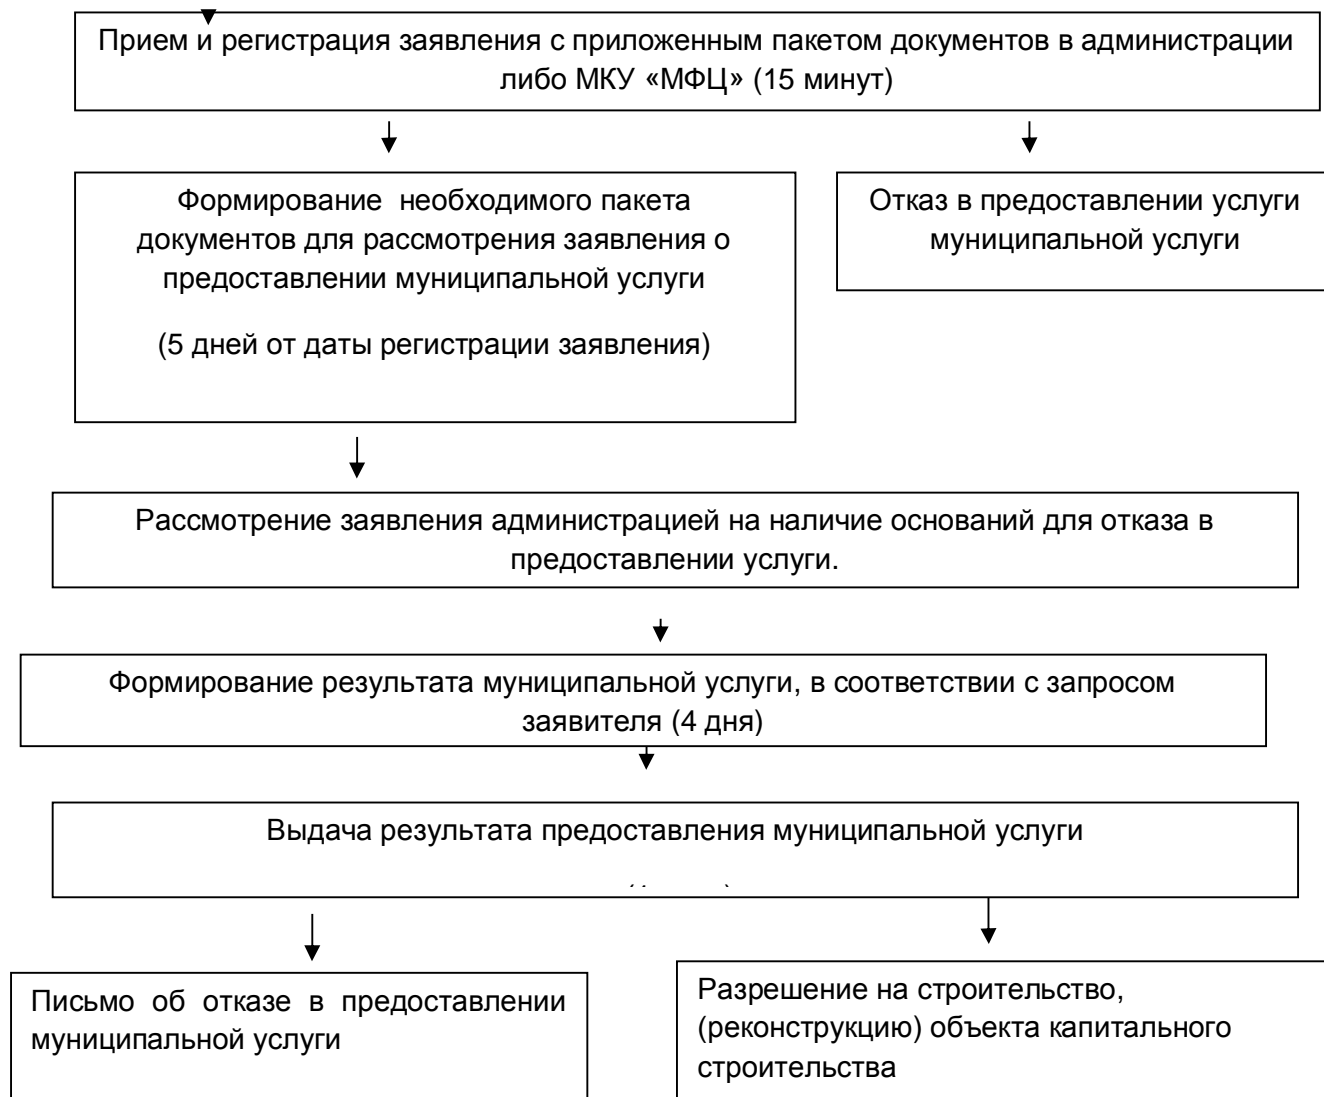 Прием и регистрация заявления с приложенным пакетом документов в администрации
либо МКУ «МФЦ» (15 минут)
Формирование необходимого пакета
документов для рассмотрения заявления о
предоставлении муниципальной услуги
(5 дней от даты регистрации заявления)
Отказ в предоставлении услуги
муниципальной услуги
Рассмотрение заявления администрацией на наличие оснований для отказа в
предоставлении услуги.
Формирование результата муниципальной услуги, в соответствии с запросом
заявителя (4 дня)
Выдача результата предоставления муниципальной услуги
Письмо об отказе в предоставлении
муниципальной услуги
Разрешение на строительство,
(реконструкцию) объекта капитального
строительства